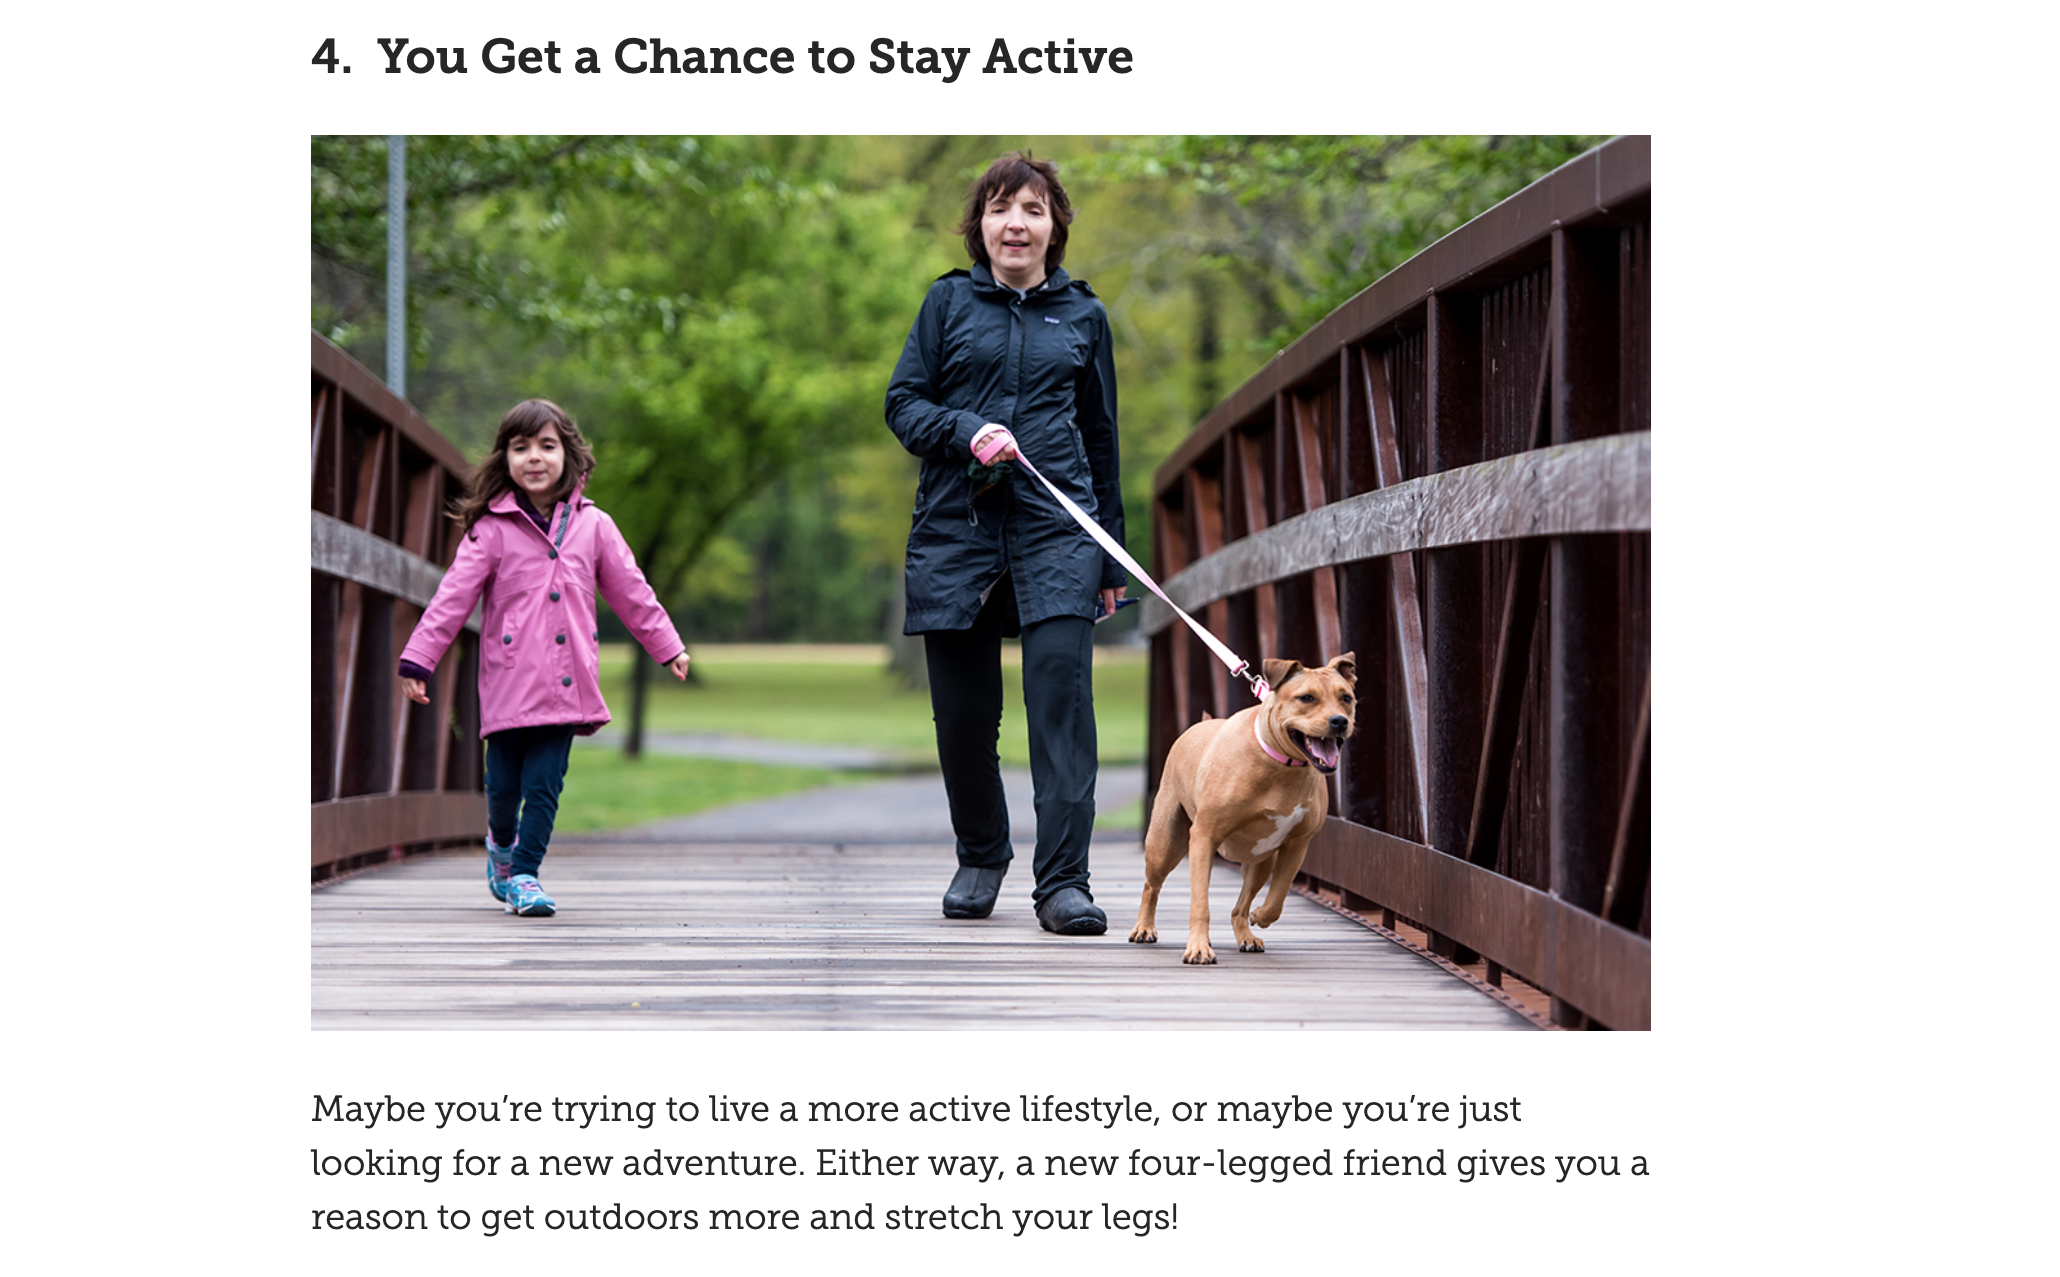 4. You Get a Chance to Stay Active
Maybe you’re trying to live a more active lifestyle, or maybe you’re just
looking for a new adventure. Either way, a new four-legged friend gives you a
reason to get outdoors more and stretch your legs!